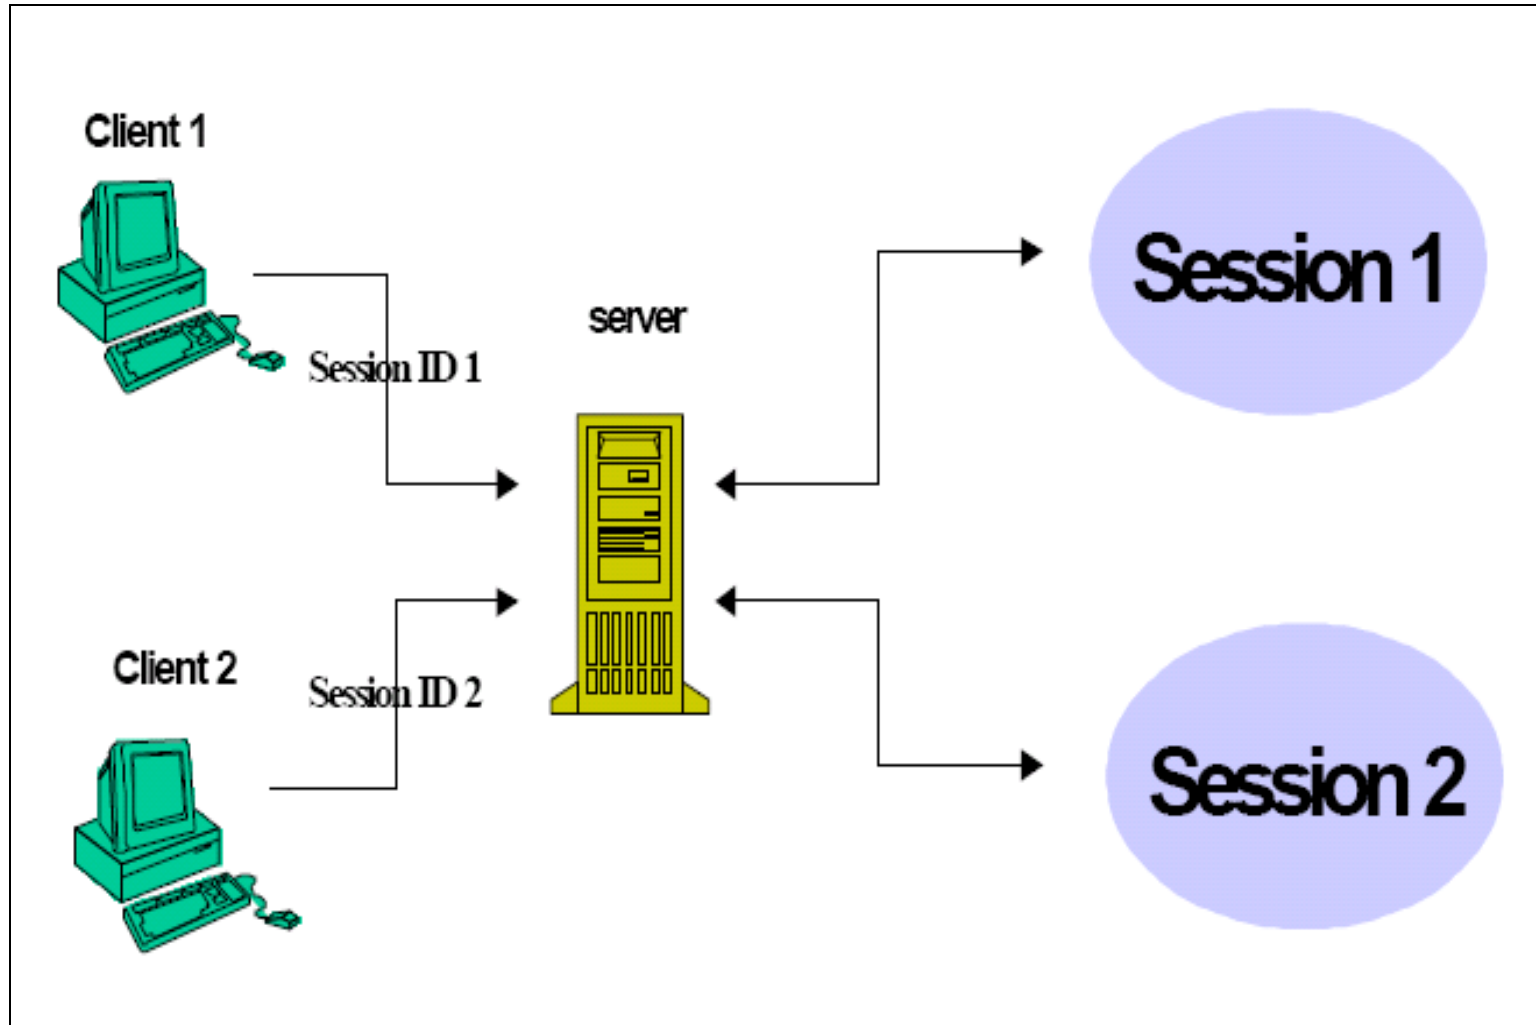 Client 1
Session ID 1
server
Session 1
Client 2
Session ID 2
Session 2